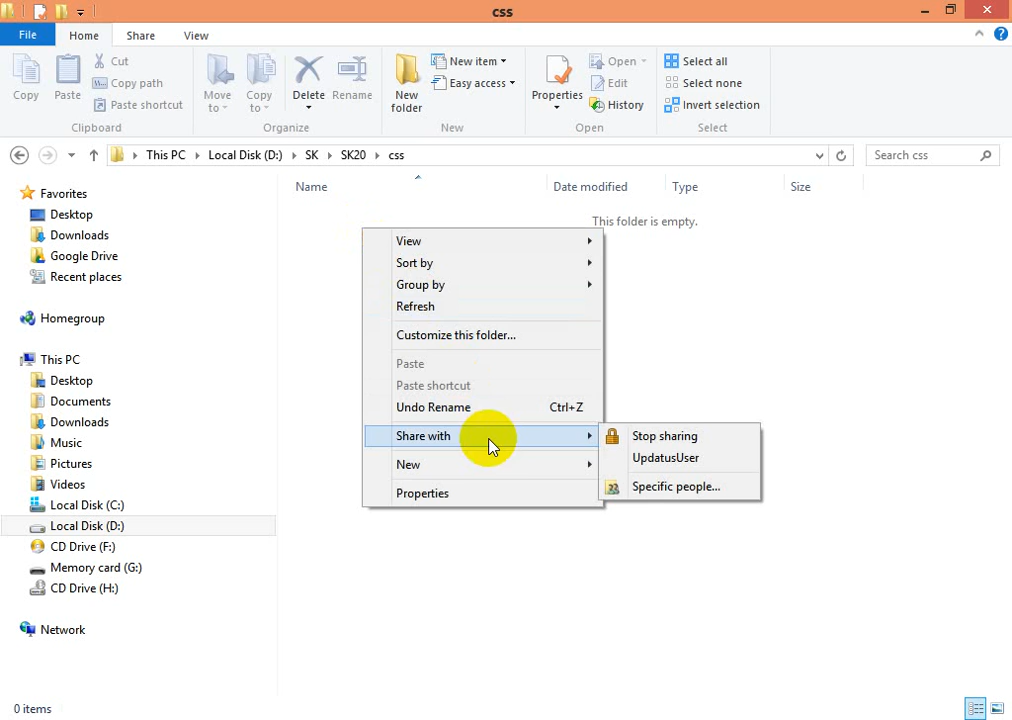 css
File Home Share View
Copy
Paste
Cut
Copy path
Paste shortcut
Clipboard
Move to
Copy to
Delete
Rename
Organize
New folder
New item
Easy access
New
Properties
Open
Edit
History
Open
Select all
Select none
Invert selection
Select
This PC Local Disk (D:) SK SK20 css
Search css
Name Date modified Type Size
This folder is empty.
Favorites
Desktop
Downloads
Google Drive
Recent places
Homegroup
This PC
Desktop
Documents
Downloads
Music
Pictures
Videos
Local Disk (C:)
Local Disk (D:)
CD Drive (F:)
Memory card (G:)
CD Drive (H:)
Network
View
Sort by
Group by
Refresh
Customize this folder...
Paste
Paste shortcut
Undo Rename Ctrl+Z
Share with
New
Properties
Stop sharing
UpdatusUser
Specific people...
0 items